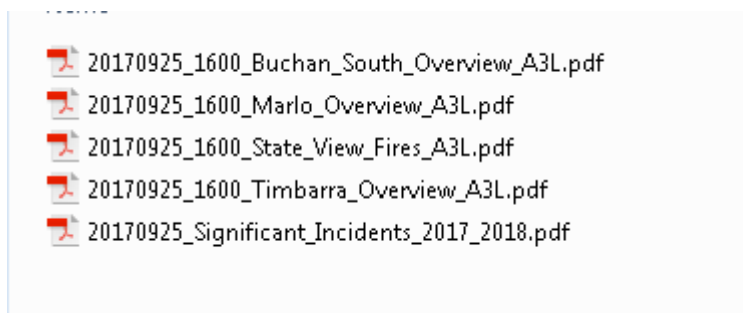 20170925_1600_Buchan_South_Overview_A3L.pdf
20170925_1600_Marlo_Overview_A3L.pdf
20170925_1600_State_View_Fires_A3L.pdf
20170925_1600_Timbarra_Overview_A3L.pdf
20170925_Significant_Incidents_2017_2018.pdf